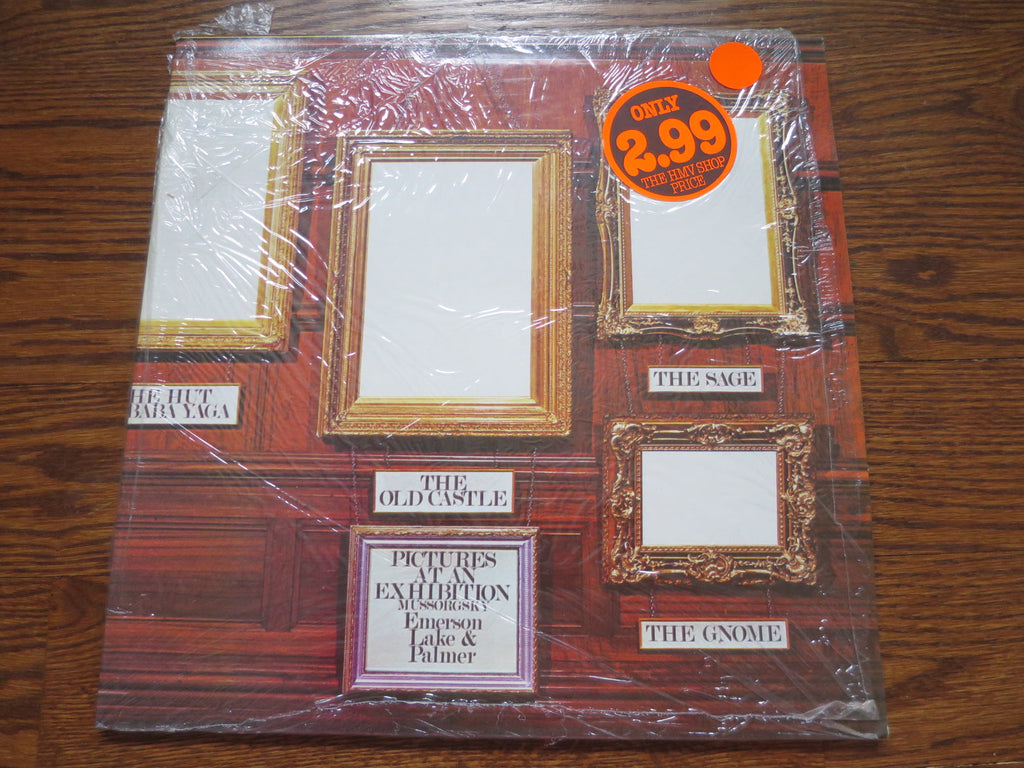 ONLY
2.99
THE HMV SHOP
PRICE
THE SAGE
HE HUT
BABA YAGA
THE
OLD CASTLE
PICTURES
AT AN
EXHIBITION
MUSSORGSKY
Emerson
Lake &
Palmer
THE GNOME